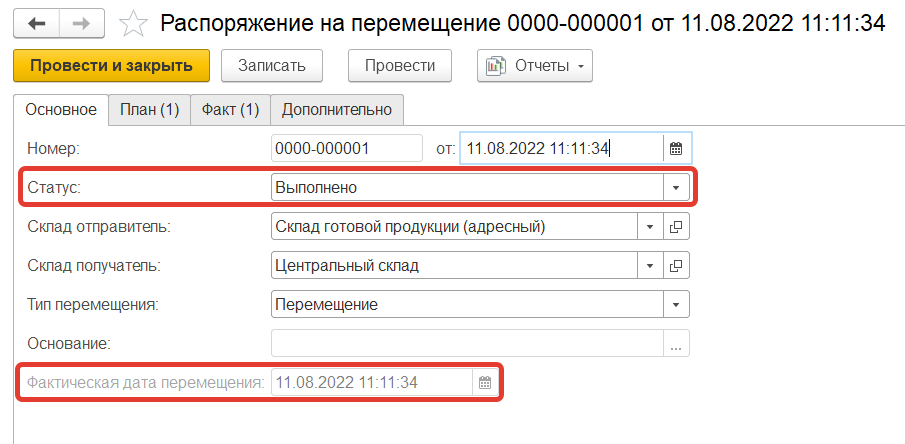 Распоряжение на перемещение 0000-000001 от 11.08.2022 11:11:34
Провести и закрыть Записать Провести Отчеты
Основное План (1) Факт (1) Дополнительно
Номер: 0000-000001 от: 11.08.2022 11:11:34
Статус: Выполнено
Склад отправитель: Склад готовой продукции (адресный)
Склад получатель: Центральный склад
Тип перемещения: Перемещение
Основание: ...
Фактическая дата перемещения: 11.08.2022 11:11:34